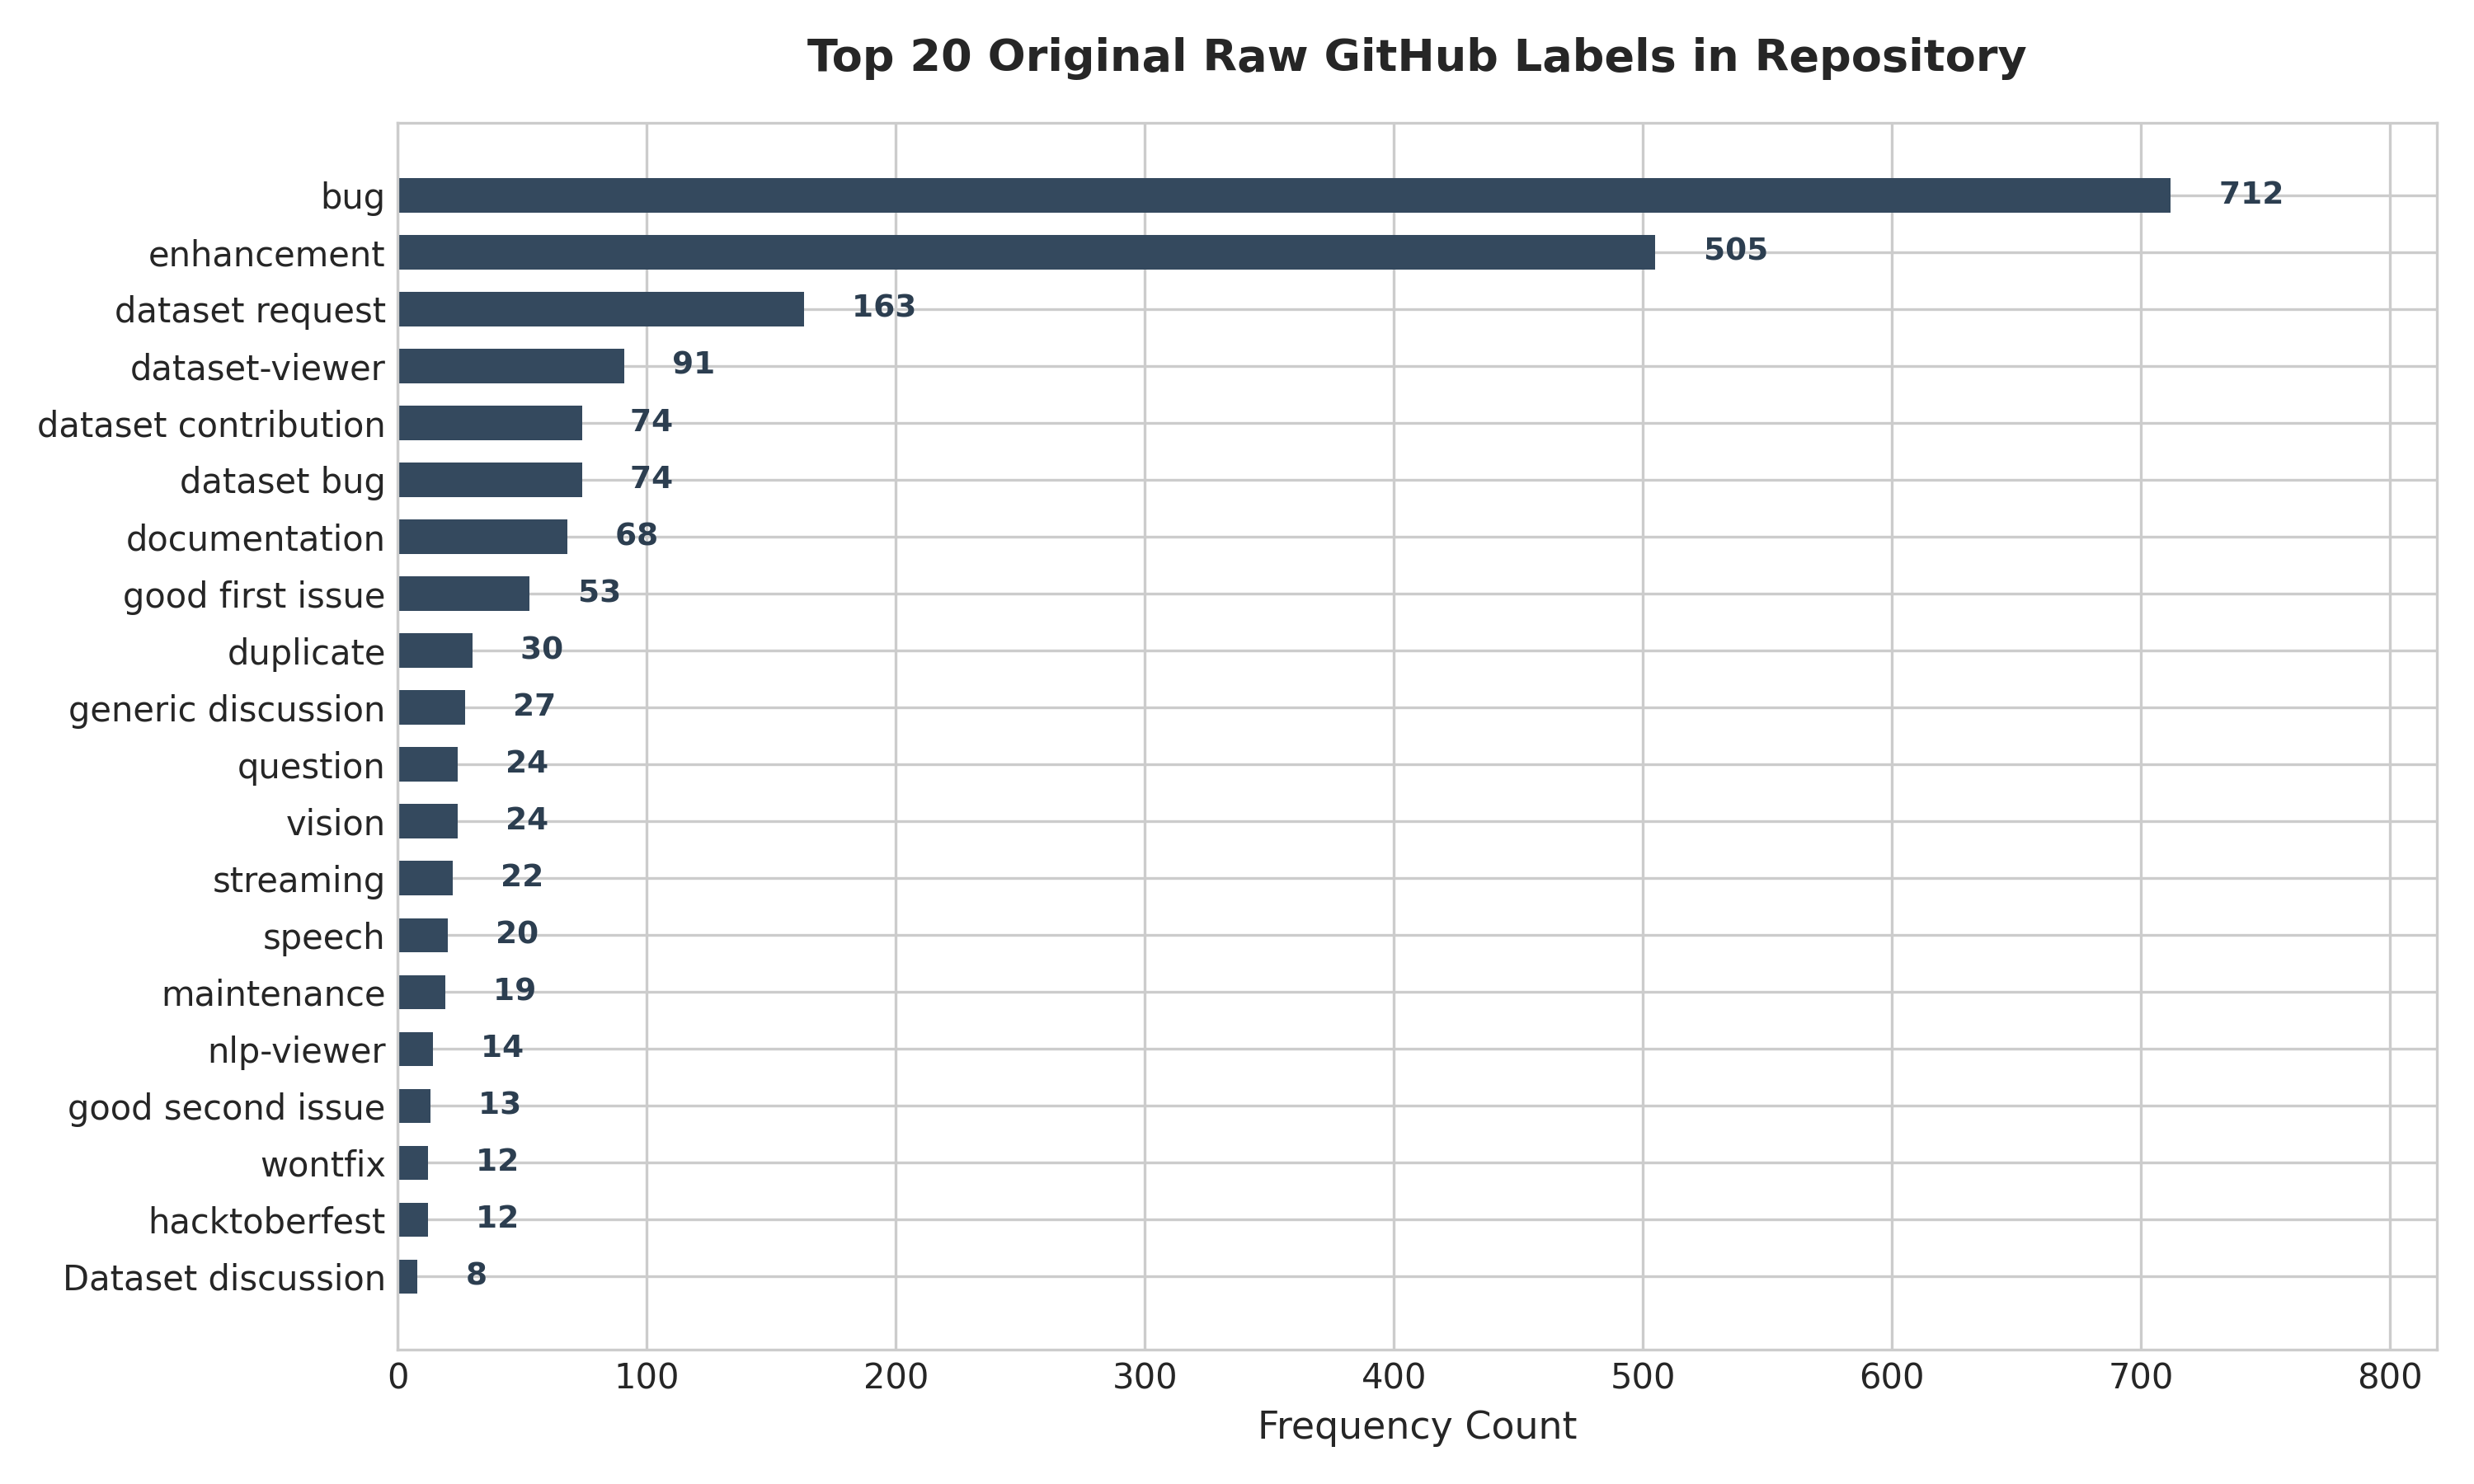 Top 20 Original Raw GitHub Labels in Repository
bug 712
enhancement 505
dataset request 163
dataset-viewer 91
dataset contribution 74
dataset bug 74
documentation 68
good first issue 53
duplicate 30
generic discussion 27
question 24
vision 24
streaming 22
speech 20
maintenance 19
nlp-viewer 14
good second issue 13
wontfix 12
hacktoberfest 12
Dataset discussion 8
0 100 200 300 400 500 600 700 800
Frequency Count